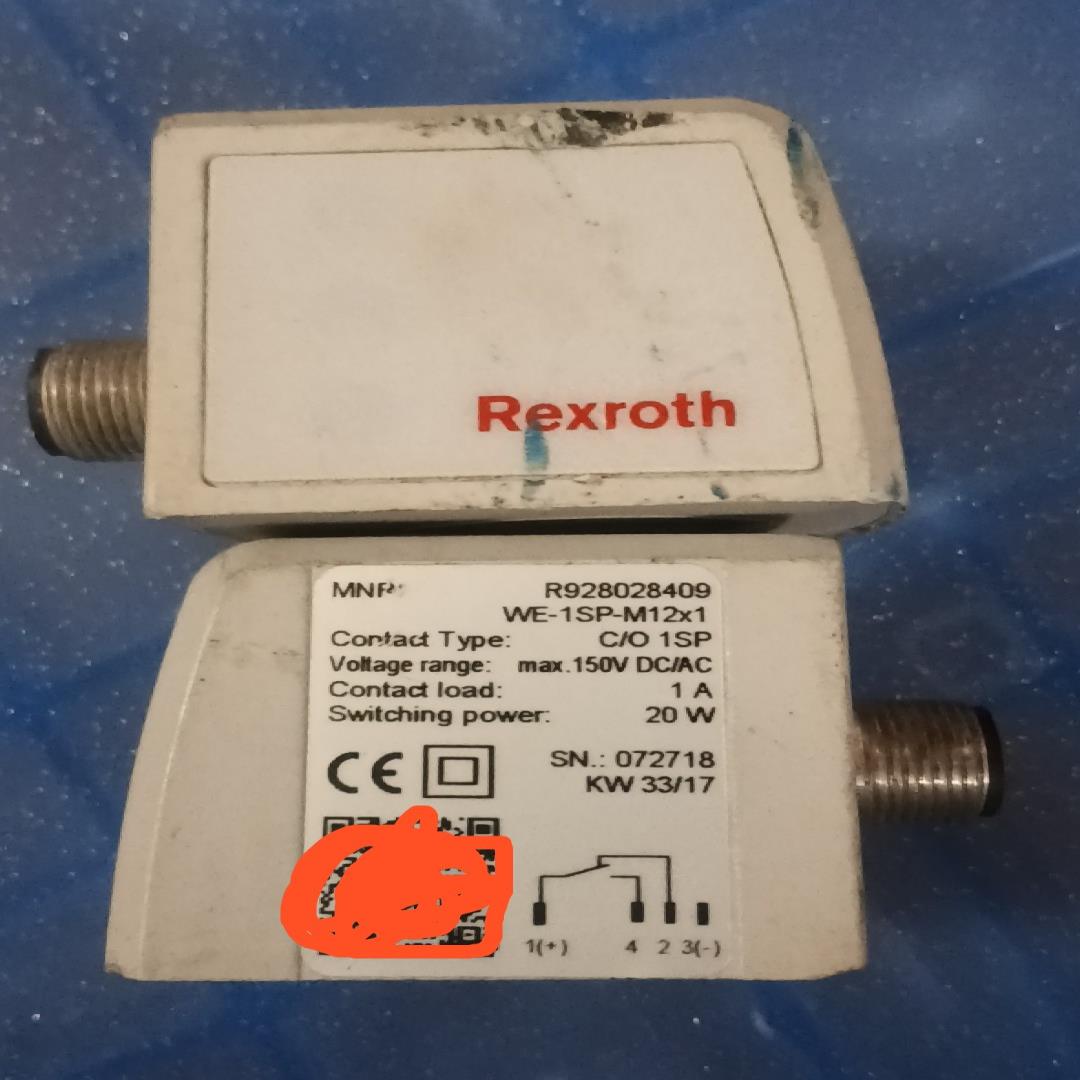 Rexroth
MNR: R928028409
WE-1SP-M12x1
Contact Type: C/O 1SP
Voltage range: max.150V DC/AC
Contact load: 1 A
Switching power: 20 W
CE
SN.: 072718
KW 33/17
1(+) 4 2 3(-)